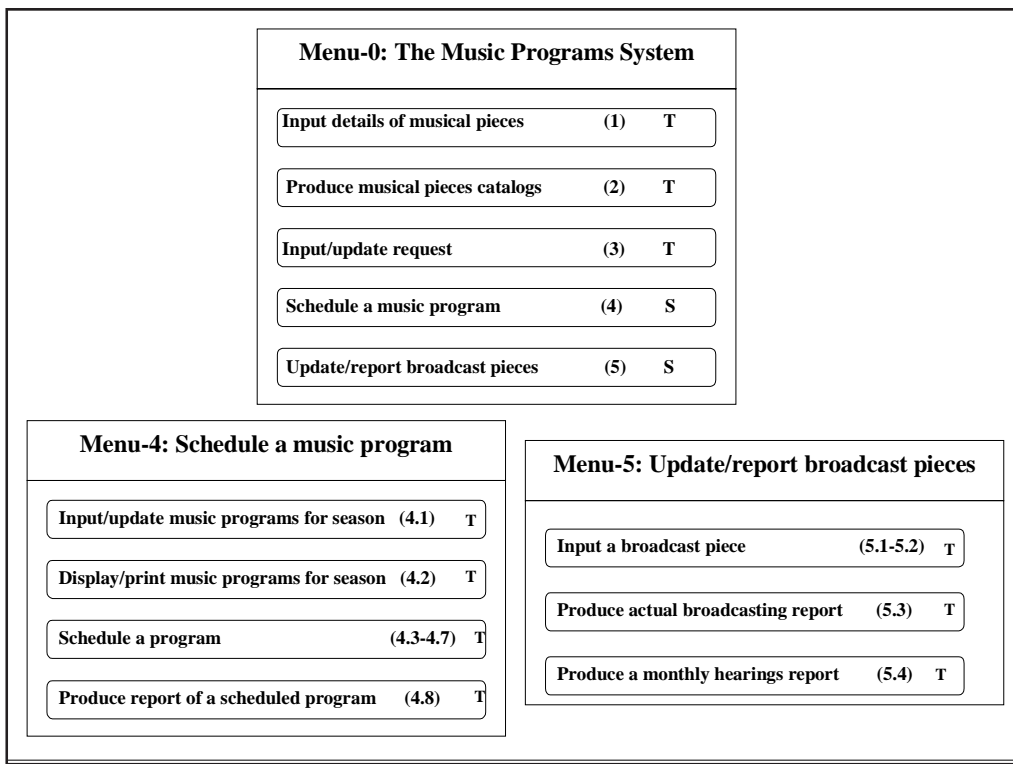 Menu-0: The Music Programs System
Input details of musical pieces (1) T
Produce musical pieces catalogs (2) T
Input/update request (3) T
Schedule a music program (4) S
Update/report broadcast pieces (5) S
Menu-4: Schedule a music program
Input/update music programs for season (4.1) T
Display/print music programs for season (4.2) T
Schedule a program (4.3-4.7) T
Produce report of a scheduled program (4.8) T
Menu-5: Update/report broadcast pieces
Input a broadcast piece (5.1-5.2) T
Produce actual broadcasting report (5.3) T
Produce a monthly hearings report (5.4) T